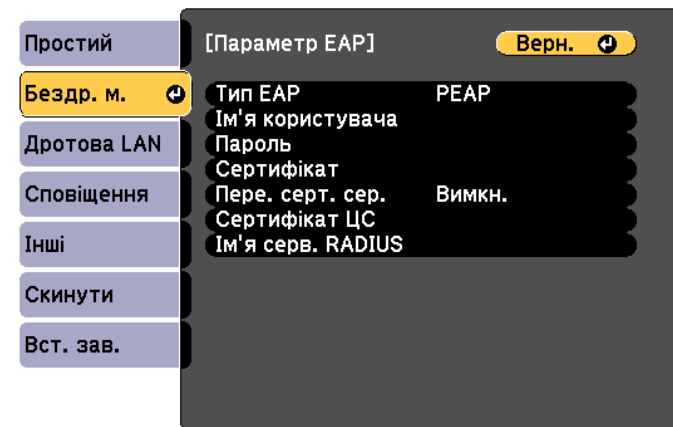 Простий
Бездр. м.
Дротова LAN
Сповіщення
Інші
Скинути
Вст. зав.
[Параметр EAP]
Верн.
Тип EAP PEAP
Ім'я користувача
Пароль
Сертифікат
Пере. серт. сер. Вимкн.
Сертифікат ЦС
Ім'я серв. RADIUS